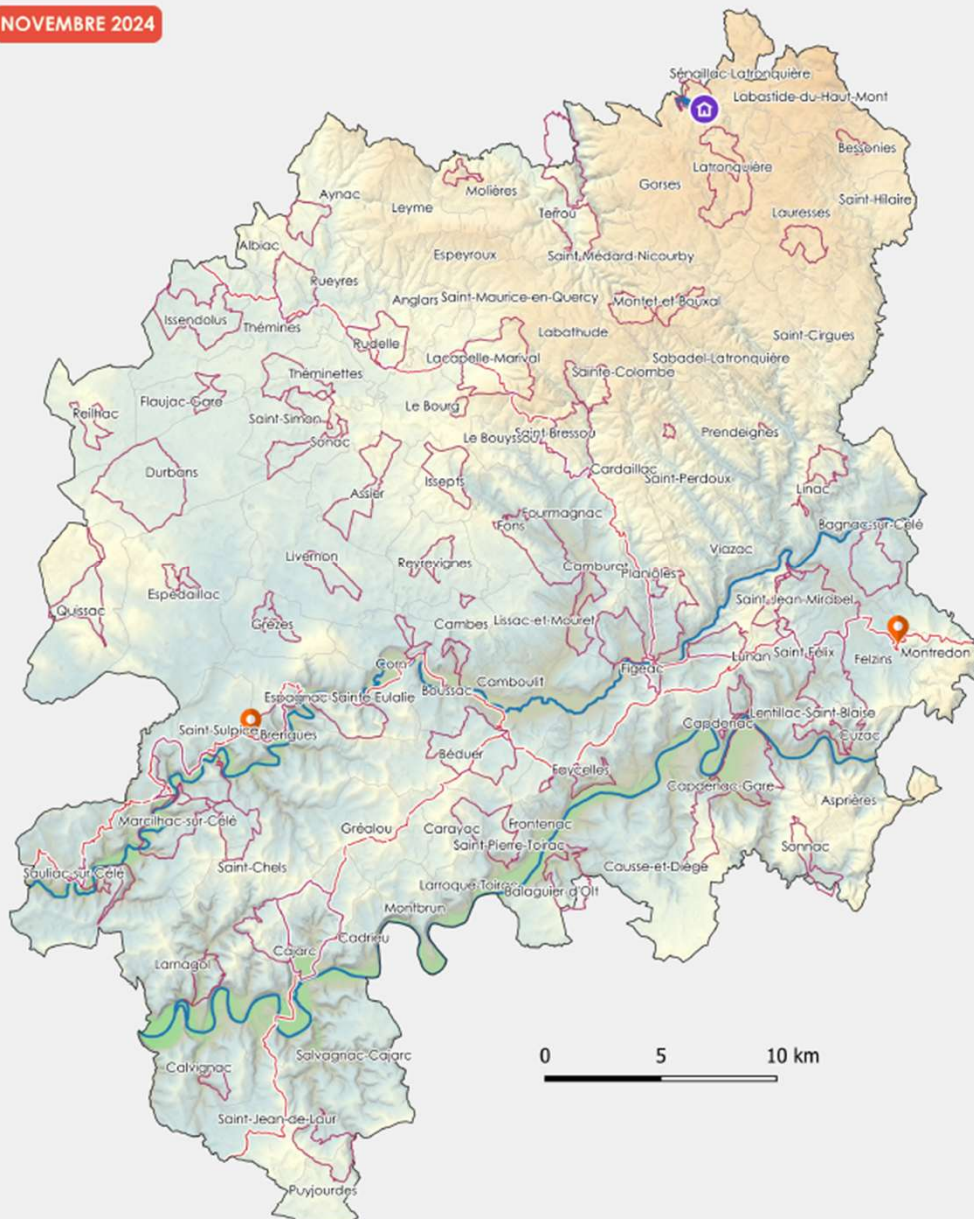 NOVEMBRE 2024
Sénaillac-Latronquière
Labastide-du-Haut-Mont
Bessonies
Latronquière
Gorses
Saint-Hilaire
Lauresses
Molières
Aynac
Leyme
Terrou
Albiac
Espeyroux
Saint-Médard-Nicourby
Rueyres
Anglars
Saint-Maurice-en-Quercy
Montet-et-Bouxal
Issendolus
Thémines
Labathude
Saint-Cirgues
Rudelle
Lacapelle-Marival
Sabadel-Latronquière
Sainte-Colombe
Théminettes
Flaujac-Gare
Reilhac
Le Bourg
Saint-Simon
Sonac
Le Bouyssou
Saint-Bressou
Prendeignes
Durbans
Cardaillac
Saint-Perdoux
Issepts
Assier
Linac
Fourmagnac
Fons
Bagnac-sur-Célé
Viazac
Livernon
Reyrevignes
Camburat
Planioles
Espédaillac
Saint-Jean-Mirabel
Quissac
Grèzes
Cambes
Lissac-et-Mouret
Lunan
Saint-Félix
Felzins
Montredon
Corn
Figeac
Boussac
Camboulit
Espagnac-Sainte-Eulalie
Saint-Sulpice
Brengues
Capdenac
Lentillac-Saint-Blaise
Cuzac
Béduer
Faycelles
Capdenac-Gare
Asprières
Marcilhac-sur-Célé
Gréalou
Carayac
Frontenac
Saint-Pierre-Toirac
Sonnac
Saint-Chels
Causse-et-Diège
Sauliac-sur-Célé
Larroque-Toirac
Balaguier-d'Olt
Montbrun
Cadrieu
Cajarc
Larnagol
0 5 10 km
Salvagnac-Cajarc
Calvignac
Saint-Jean-de-Laur
Puyjourdes